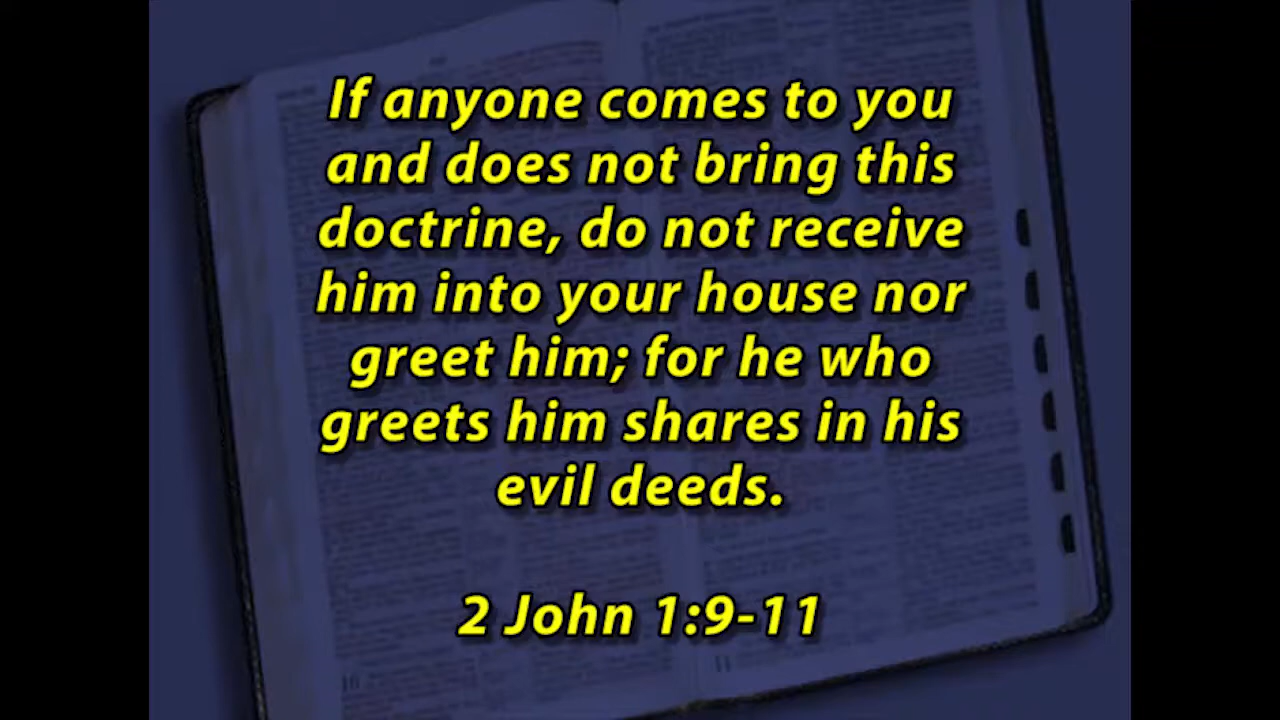 If anyone comes to you
and does not bring this
doctrine, do not receive
him into your house nor
greet him; for he who
greets him shares in his
evil deeds.
2 John 1:9-11